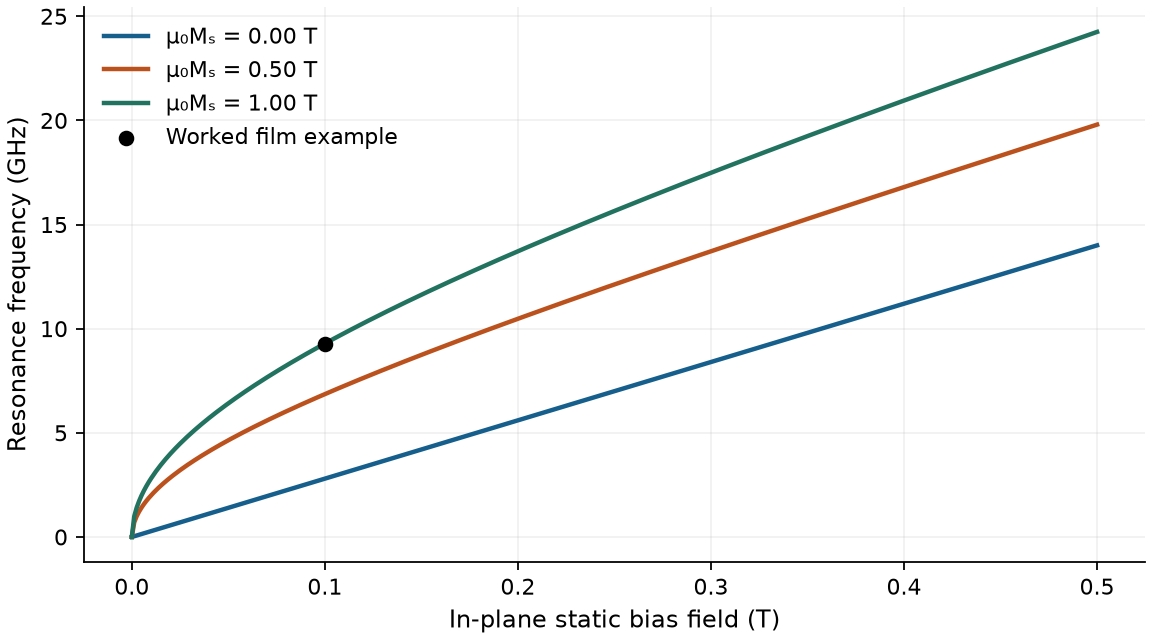 25
20
15
10
5
0
Resonance frequency (GHz)
μ₀Mₛ = 0.00 T
μ₀Mₛ = 0.50 T
μ₀Mₛ = 1.00 T
Worked film example
0.0 0.1 0.2 0.3 0.4 0.5
In-plane static bias field (T)